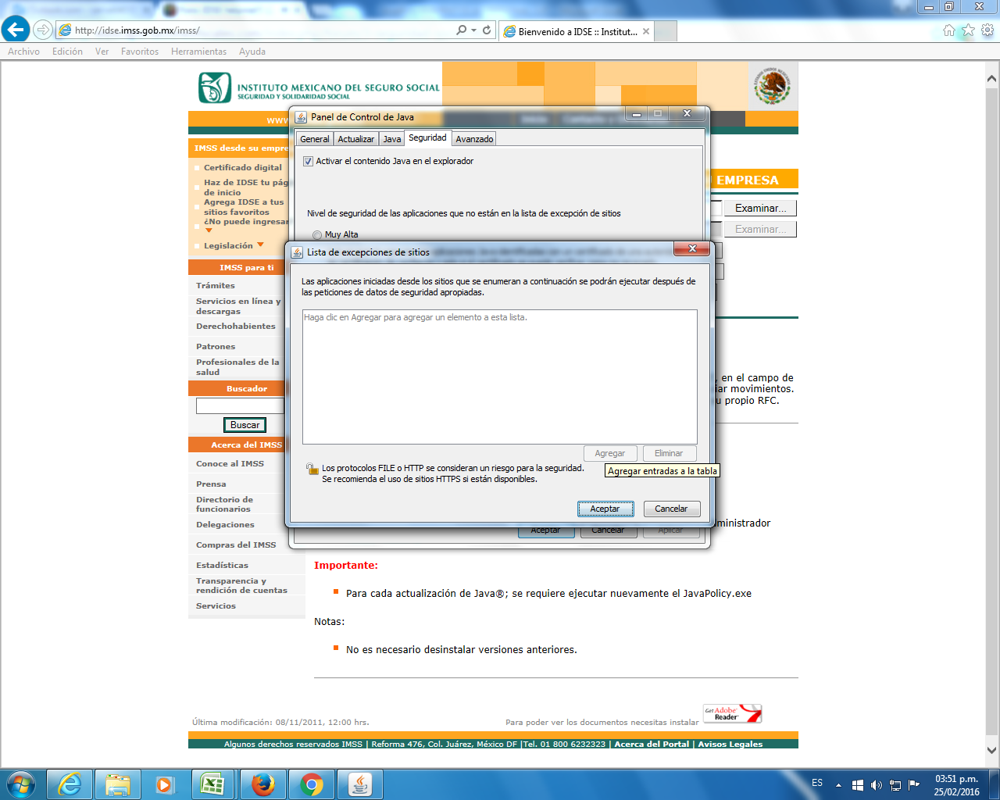 http://idse.imss.gob.mx/imss/
Bienvenido a IDSE :: Institut...
Archivo Edición Ver Favoritos Herramientas Ayuda
INSTITUTO MEXICANO DEL SEGURO SOCIAL
SEGURIDAD Y SOLIDARIDAD SOCIAL
www
Panel de Control de Java
General Actualizar Java Seguridad Avanzado
Activar el contenido Java en el explorador
Nivel de seguridad de las aplicaciones que no están en la lista de excepción de sitios
Muy Alta
IMSS desde su empre
Certificado digital
Haz de IDSE tu pág
de inicio
Agrega IDSE a tus
sitios favoritos
¿No puede ingresar
Legislación
IMSS para ti
Trámites
Servicios en línea y
descargas
Derechohabientes
Patrones
Profesionales de la
salud
Buscador
Buscar
Acerca del IMSS
Conoce al IMSS
Prensa
Directorio de
funcionarios
Delegaciones
Compras del IMSS
Estadísticas
Transparencia y
rendición de cuentas
Servicios
EMPRESA
Examinar...
Examinar...
Lista de excepciones de sitios
Las aplicaciones iniciadas desde los sitios que se enumeran a continuación se podrán ejecutar después de
las peticiones de datos de seguridad apropiadas.
Haga clic en Agregar para agregar un elemento a esta lista.
Agregar Eliminar
Los protocolos FILE o HTTP se consideran un riesgo para la seguridad.
Se recomienda el uso de sitios HTTPS si están disponibles.
Agregar entradas a la tabla
Aceptar Cancelar
Aceptar Cancelar Aplicar
, en el campo de
iar movimientos.
u propio RFC.
ministrador
Importante:
Para cada actualización de Java®; se requiere ejecutar nuevamente el JavaPolicy.exe
Notas:
No es necesario desinstalar versiones anteriores.
Última modificación: 08/11/2011, 12:00 hrs.
Para poder ver los documentos necesitas instalar
Get Adobe®
Reader®
Algunos derechos reservados IMSS | Reforma 476, Col. Juárez, México DF |Tel. 01 800 6232323 | Acerca del Portal | Avisos Legales
ES
03:51 p.m.
25/02/2016